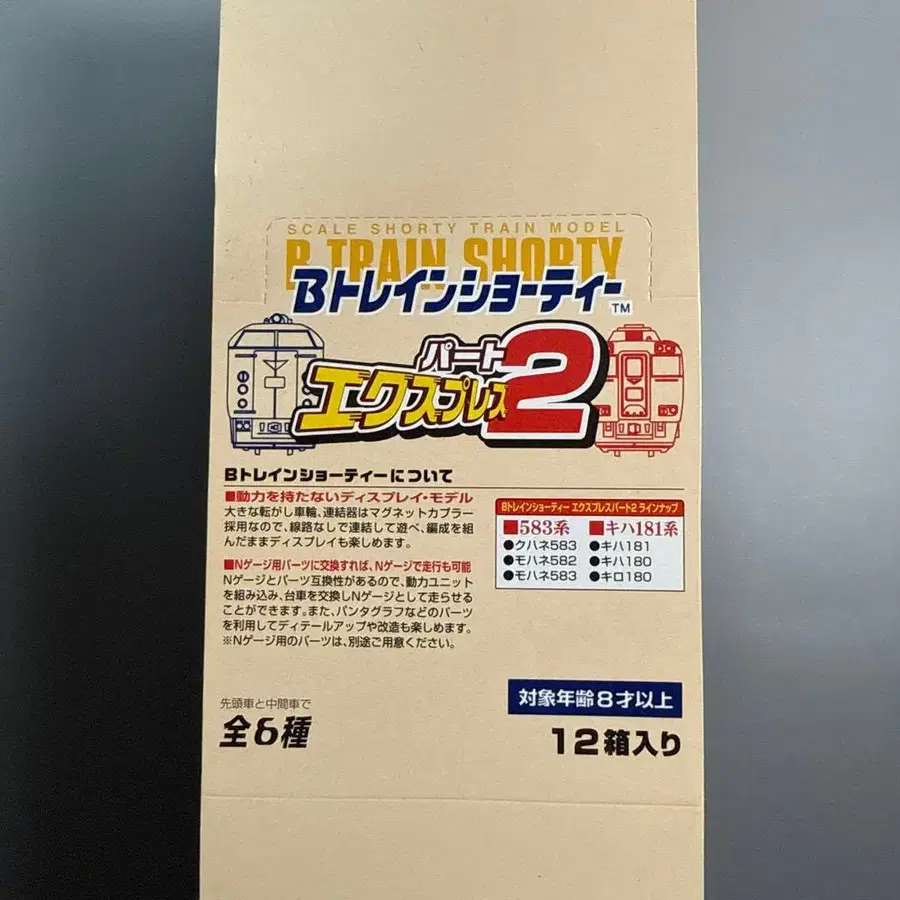 SCALE SHORTY TRAIN MODEL
B TRAIN SHORTY
Bトレインショーティー™
パート2
エクスプレス
Bトレインショーティーについて
■動力を持たないディスプレイ・モデル
大きな転がし車輪、連結器はマグネットカプラー
採用なので、線路なしで連結して遊べ、編成を組
んだままディスプレイも楽しめます。
■Nゲージ用パーツに交換すれば、Nゲージで走行も可能
Nゲージとパーツ互換性があるので、動力ユニット
を組み込み、台車を交換しNゲージとして走らせる
ことができます。また、パンタグラフなどのパーツ
を利用してディテールアップや改造も楽しめます。
※Nゲージ用のパーツは、別途ご用意ください。
Bトレインショーティー エクスプレスパート2 ラインナップ
■583系 ■キハ181系
●クハネ583 ●キハ181
●モハネ582 ●キハ180
●モハネ583 ●キロ180
先頭車と中間車で
全6種
対象年齢8才以上
12箱入り